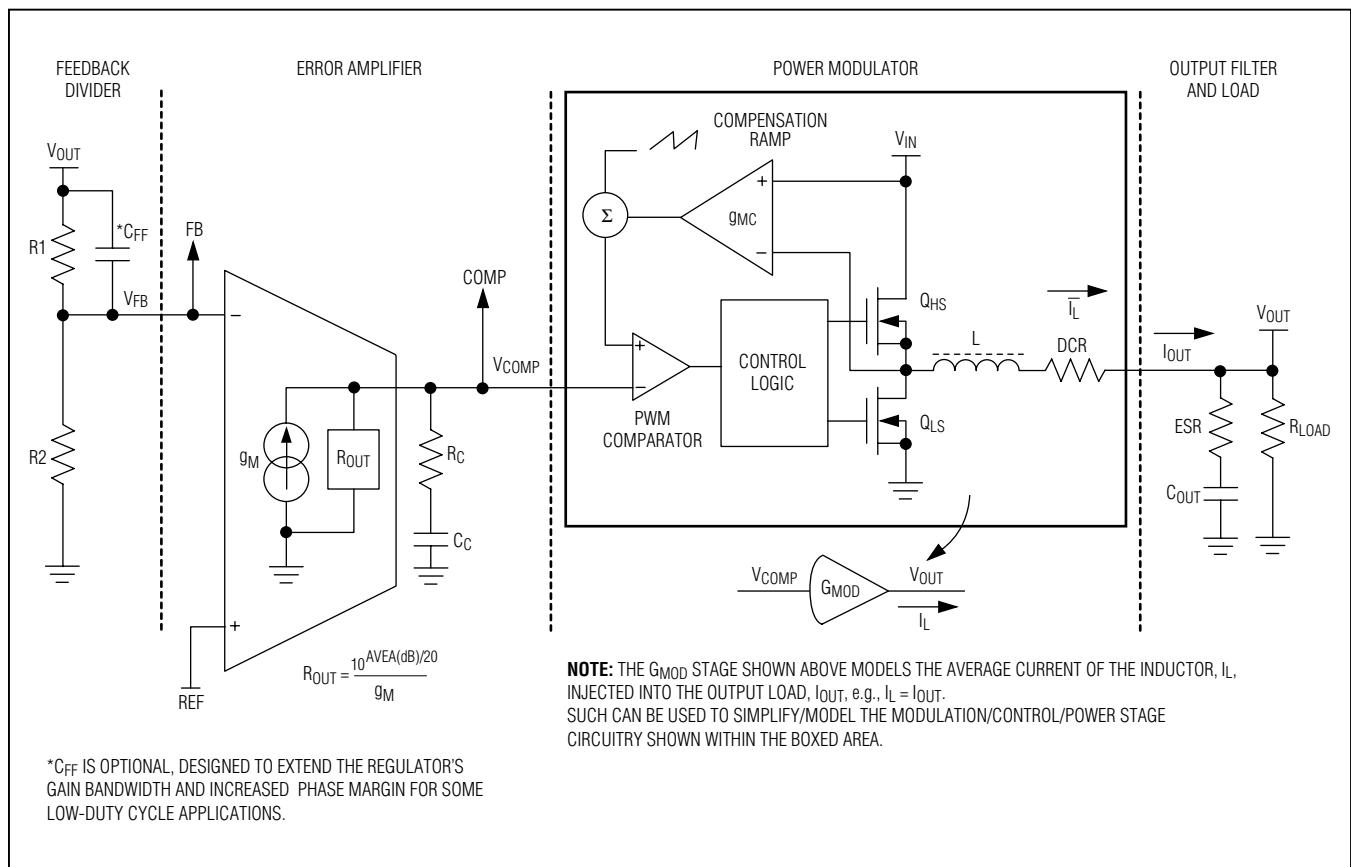 FEEDBACK
DIVIDER
ERROR AMPLIFIER
POWER MODULATOR
OUTPUT FILTER
AND LOAD
COMPENSATION
RAMP
VOUT
VIN
*CFF
R1
FB
Σ
gMC
+
−
COMP
QHS
IL
VFB
−
VOUT
L
DCR
IOUT
VCOMP
+
−
CONTROL
LOGIC
PWM
COMPARATOR
QLS
ESR
RLOAD
R2
gM
ROUT
RC
COUT
CC
VCOMP
GMOD
VOUT
IL
+
REF
ROUT = 10^AVEA(dB)/20 / gM
NOTE: THE GMOD STAGE SHOWN ABOVE MODELS THE AVERAGE CURRENT OF THE INDUCTOR, IL,
INJECTED INTO THE OUTPUT LOAD, IOUT, e.g., IL = IOUT.
SUCH CAN BE USED TO SIMPLIFY/MODEL THE MODULATION/CONTROL/POWER STAGE
CIRCUITRY SHOWN WITHIN THE BOXED AREA.
*CFF IS OPTIONAL, DESIGNED TO EXTEND THE REGULATOR'S
GAIN BANDWIDTH AND INCREASED PHASE MARGIN FOR SOME
LOW-DUTY CYCLE APPLICATIONS.